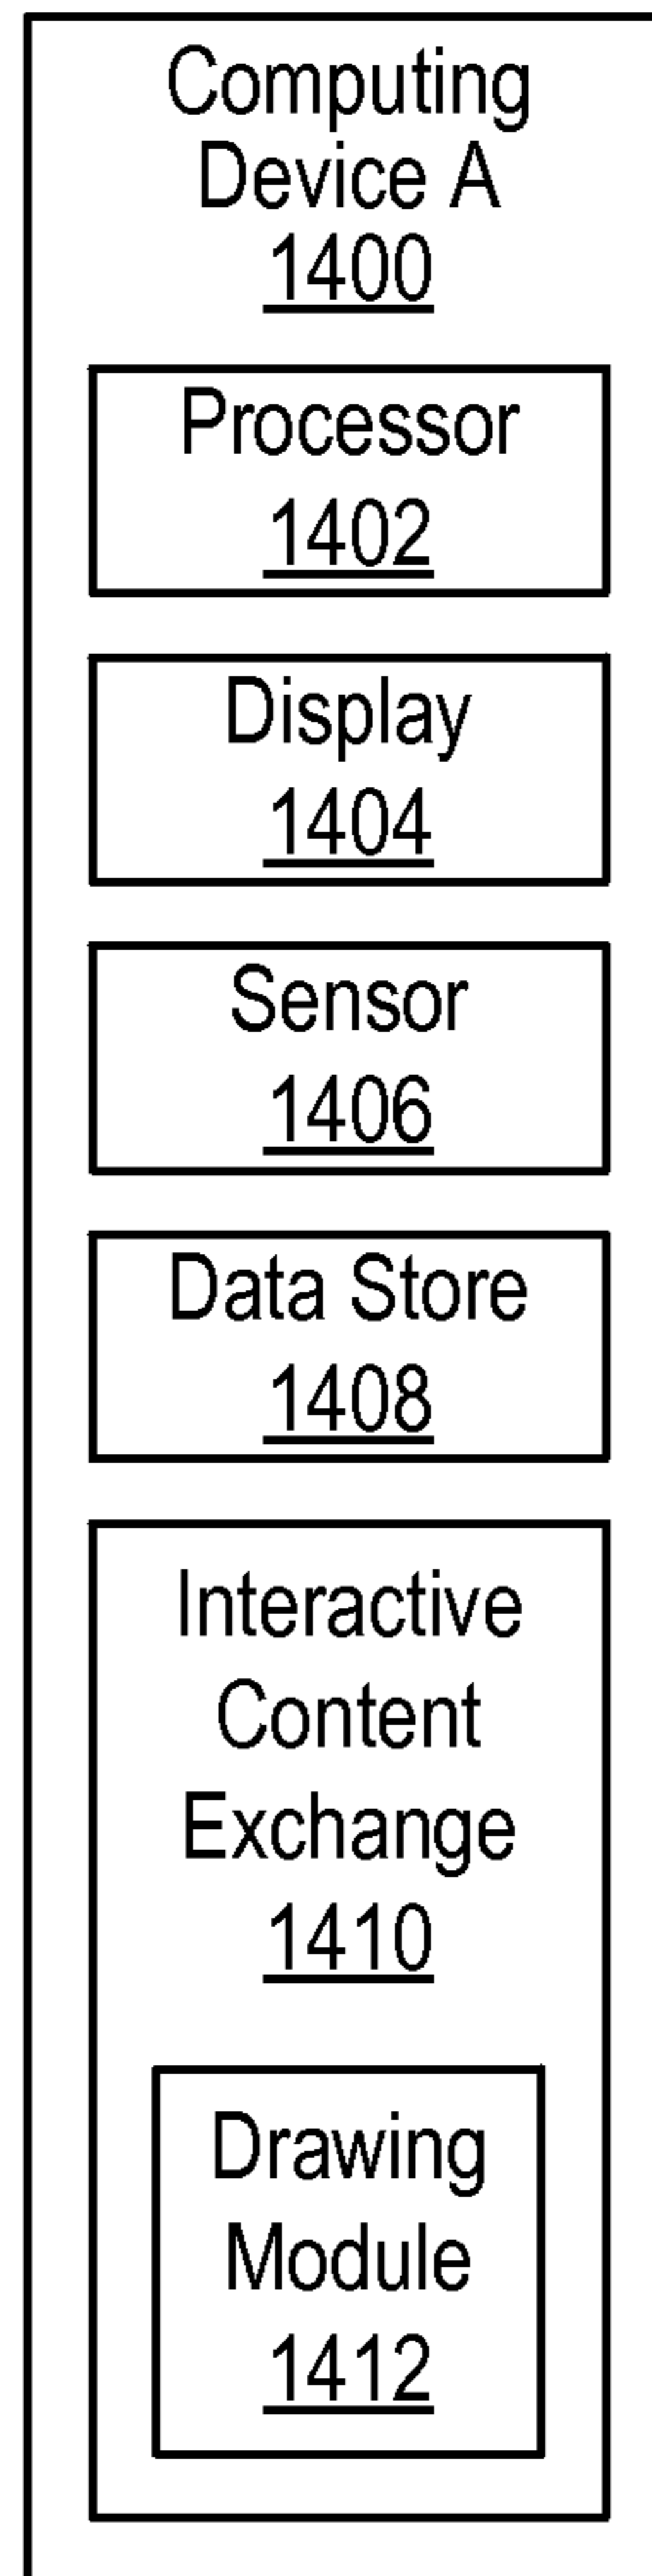 Computing
Device A
1400
Processor
1402
Display
1404
Sensor
1406
Data Store
1408
Interactive
Content
Exchange
1410
Drawing
Module
1412